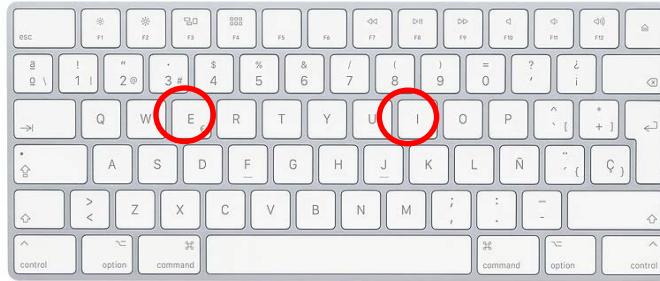 esc F1 F2 F3 F4 F5 F6 F7 F8 F9 F10 F11 F12
ª º \ ! 1 | " 2 @ · 3 # $ 4 % 5 & 6 / 7 ( 8 ) 9 = 0 ? ' ¿ ¡
Q W E € R T Y U I O P ^ ` [ * + ]
A S D F G H J K L Ñ ¨ ´ { Ç }
> < Z X C V B N M ; , : . _ -
control option command command option control